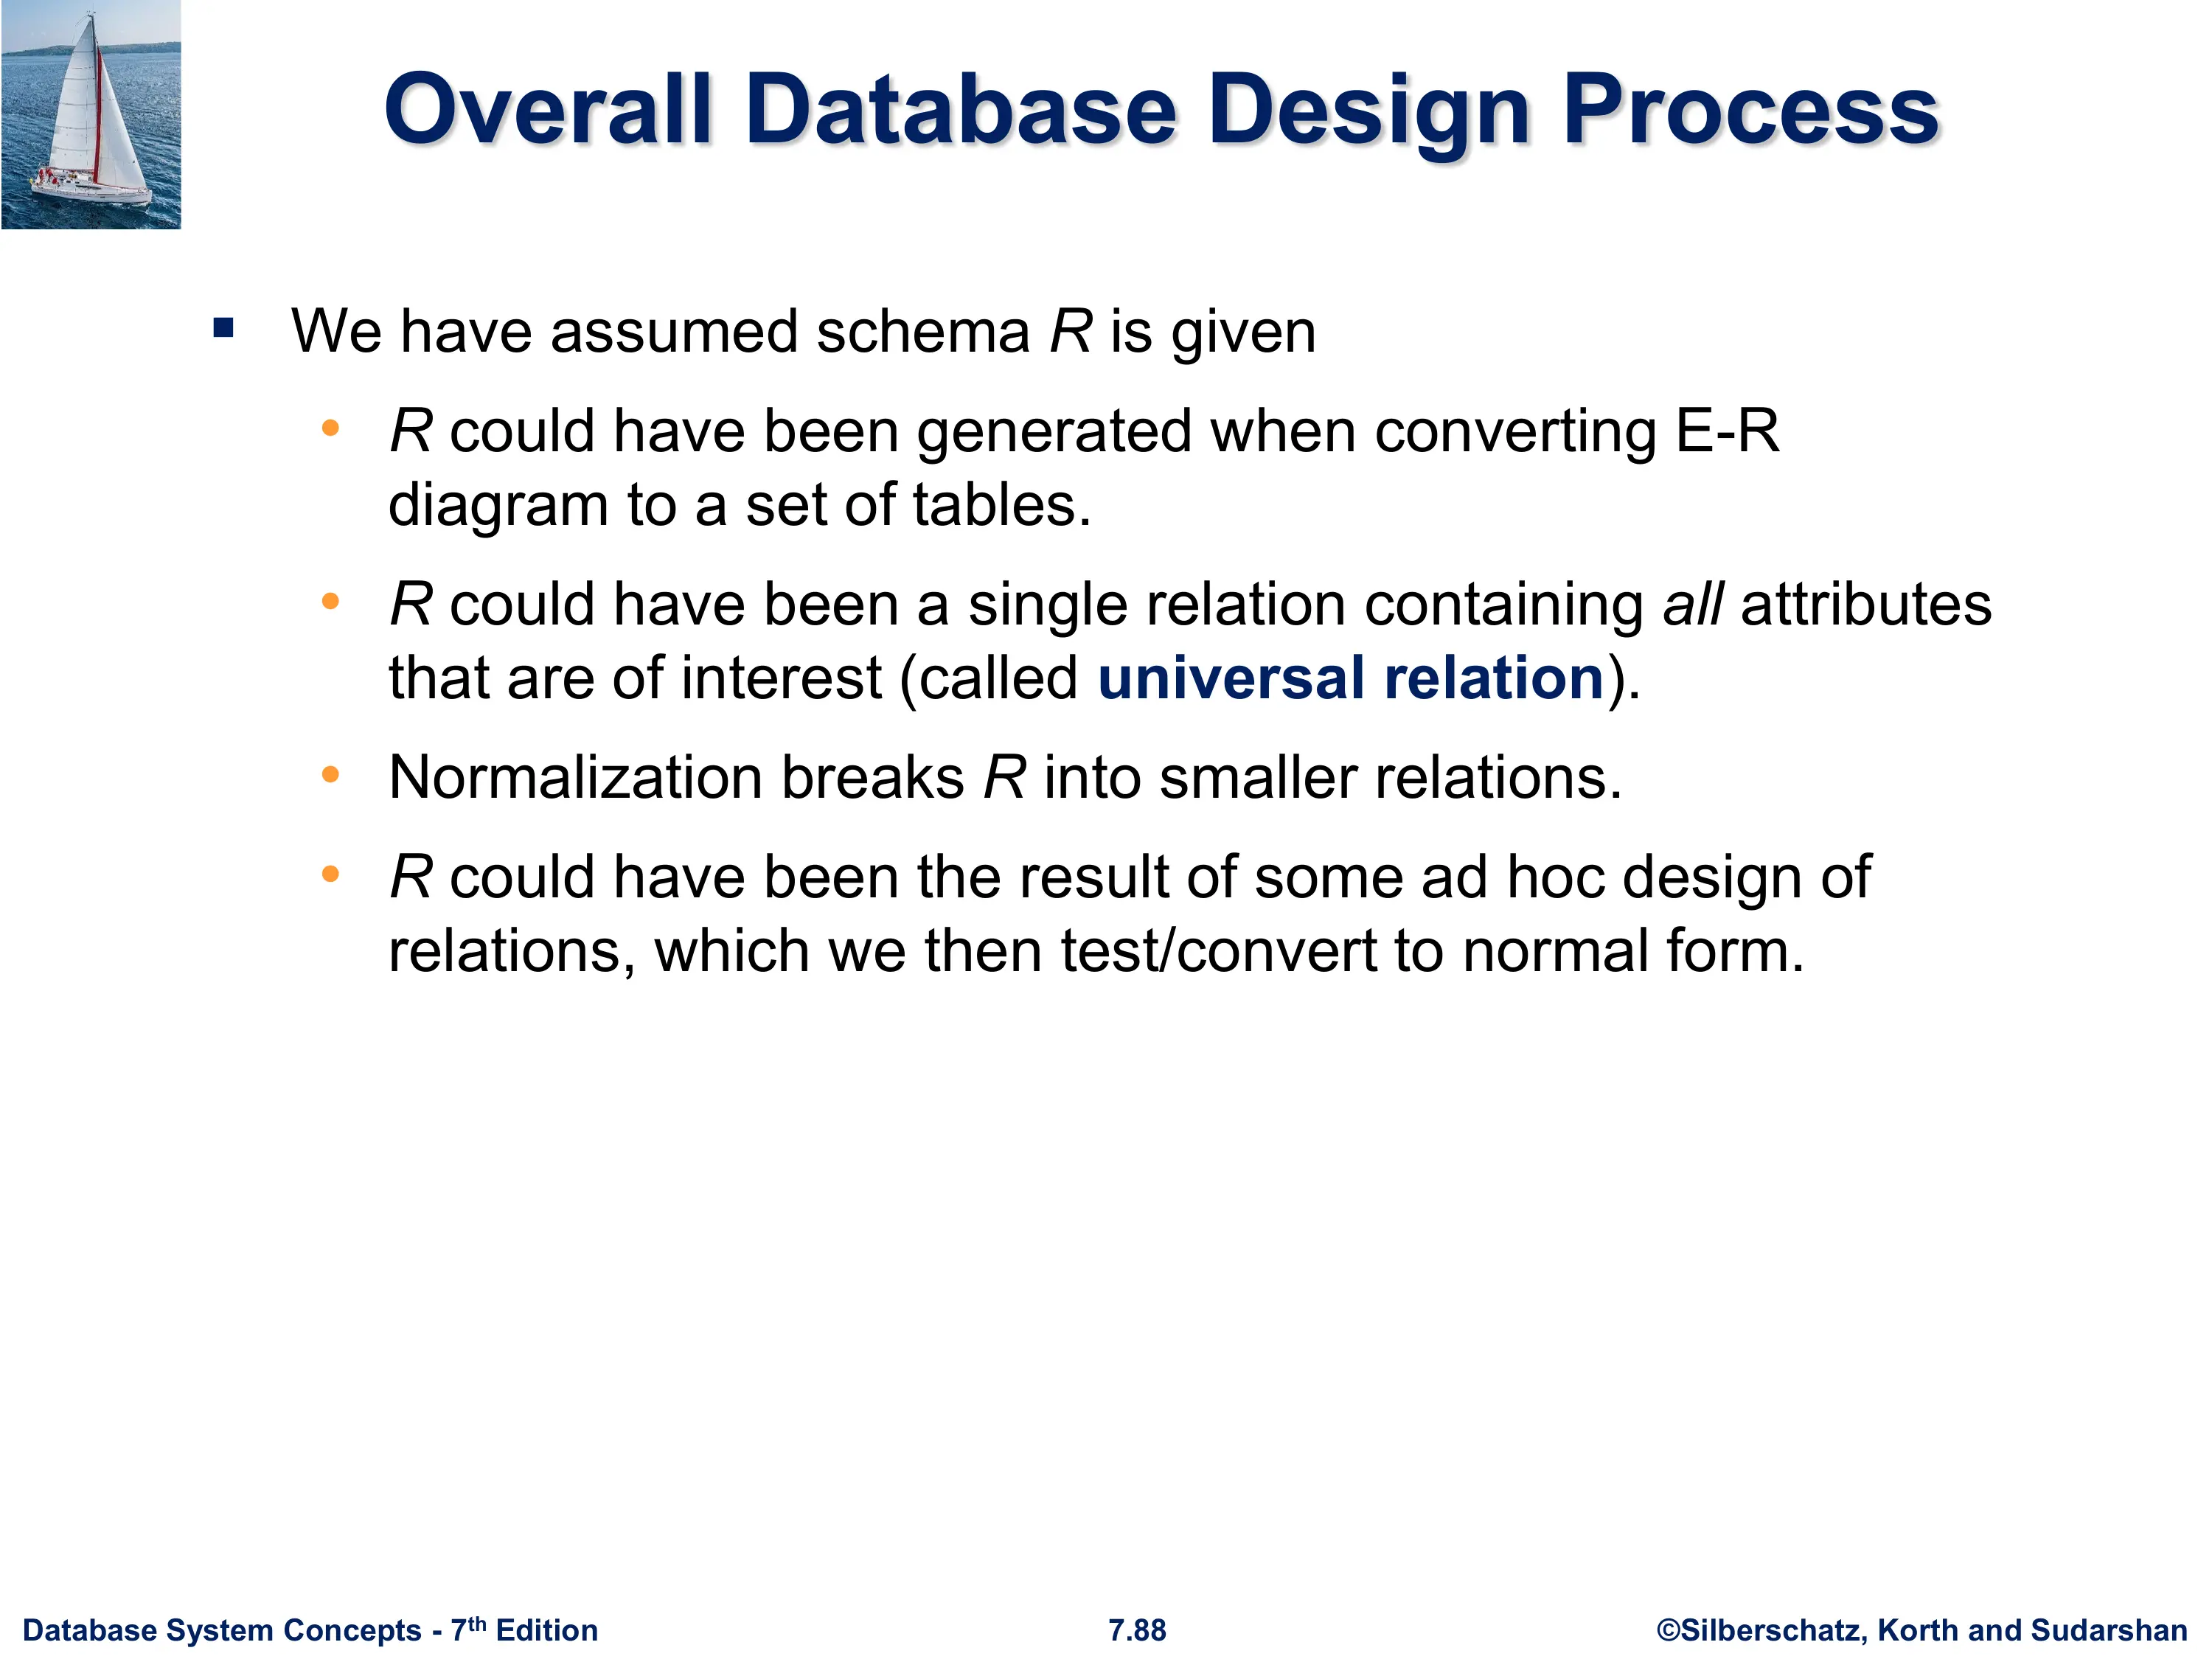 Overall Database Design Process
▪ We have assumed schema R is given
• R could have been generated when converting E-R
diagram to a set of tables.
• R could have been a single relation containing all attributes
that are of interest (called universal relation).
• Normalization breaks R into smaller relations.
• R could have been the result of some ad hoc design of
relations, which we then test/convert to normal form.
Database System Concepts - 7th Edition
7.88
©Silberschatz, Korth and Sudarshan